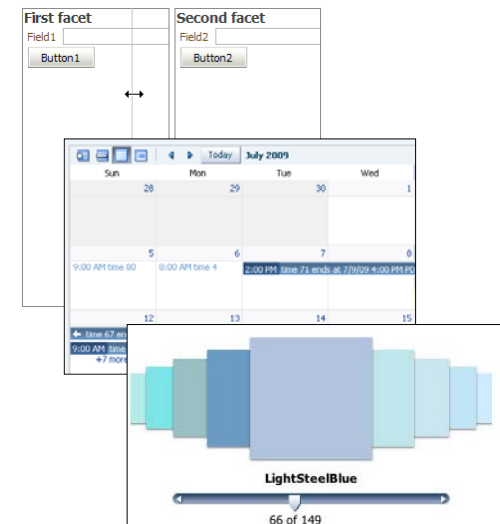 First facet
Second facet
Field1
Field2
Button1
Button2
Today July 2009
Sun Mon Tue Wed
28 29 30 1
5 6 7 8
9:00 AM time 80 8:00 AM time 4 2:00 PM time 71 ends at 7/9/09 4:00 PM PD
12 13 14 15
time 67 en
9:00 AM time
+7 more
LightSteelBlue
66 of 149